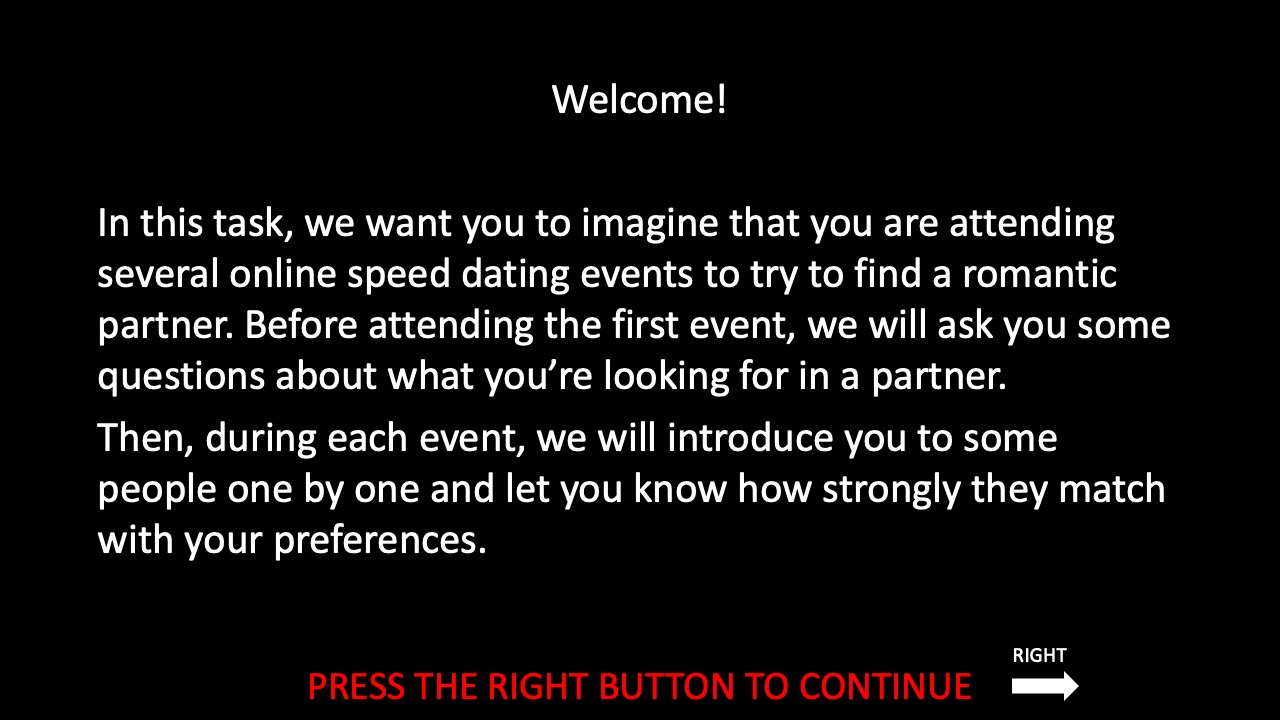 Welcome!
In this task, we want you to imagine that you are attending
several online speed dating events to try to find a romantic
partner. Before attending the first event, we will ask you some
questions about what you’re looking for in a partner.
Then, during each event, we will introduce you to some
people one by one and let you know how strongly they match
with your preferences.
RIGHT
PRESS THE RIGHT BUTTON TO CONTINUE